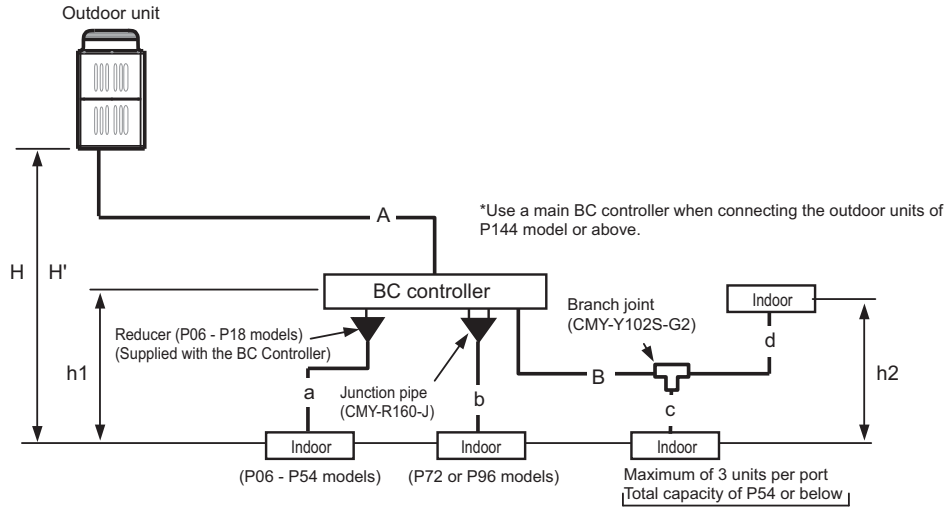 Outdoor unit
A
*Use a main BC controller when connecting the outdoor units of
P144 model or above.
H
H'
BC controller
Branch joint
(CMY-Y102S-G2)
Indoor
Reducer (P06 - P18 models)
(Supplied with the BC Controller)
d
h1
B
h2
a
Junction pipe
(CMY-R160-J)
b
c
Indoor
Indoor
Indoor
(P06 - P54 models)
(P72 or P96 models)
Maximum of 3 units per port
Total capacity of P54 or below